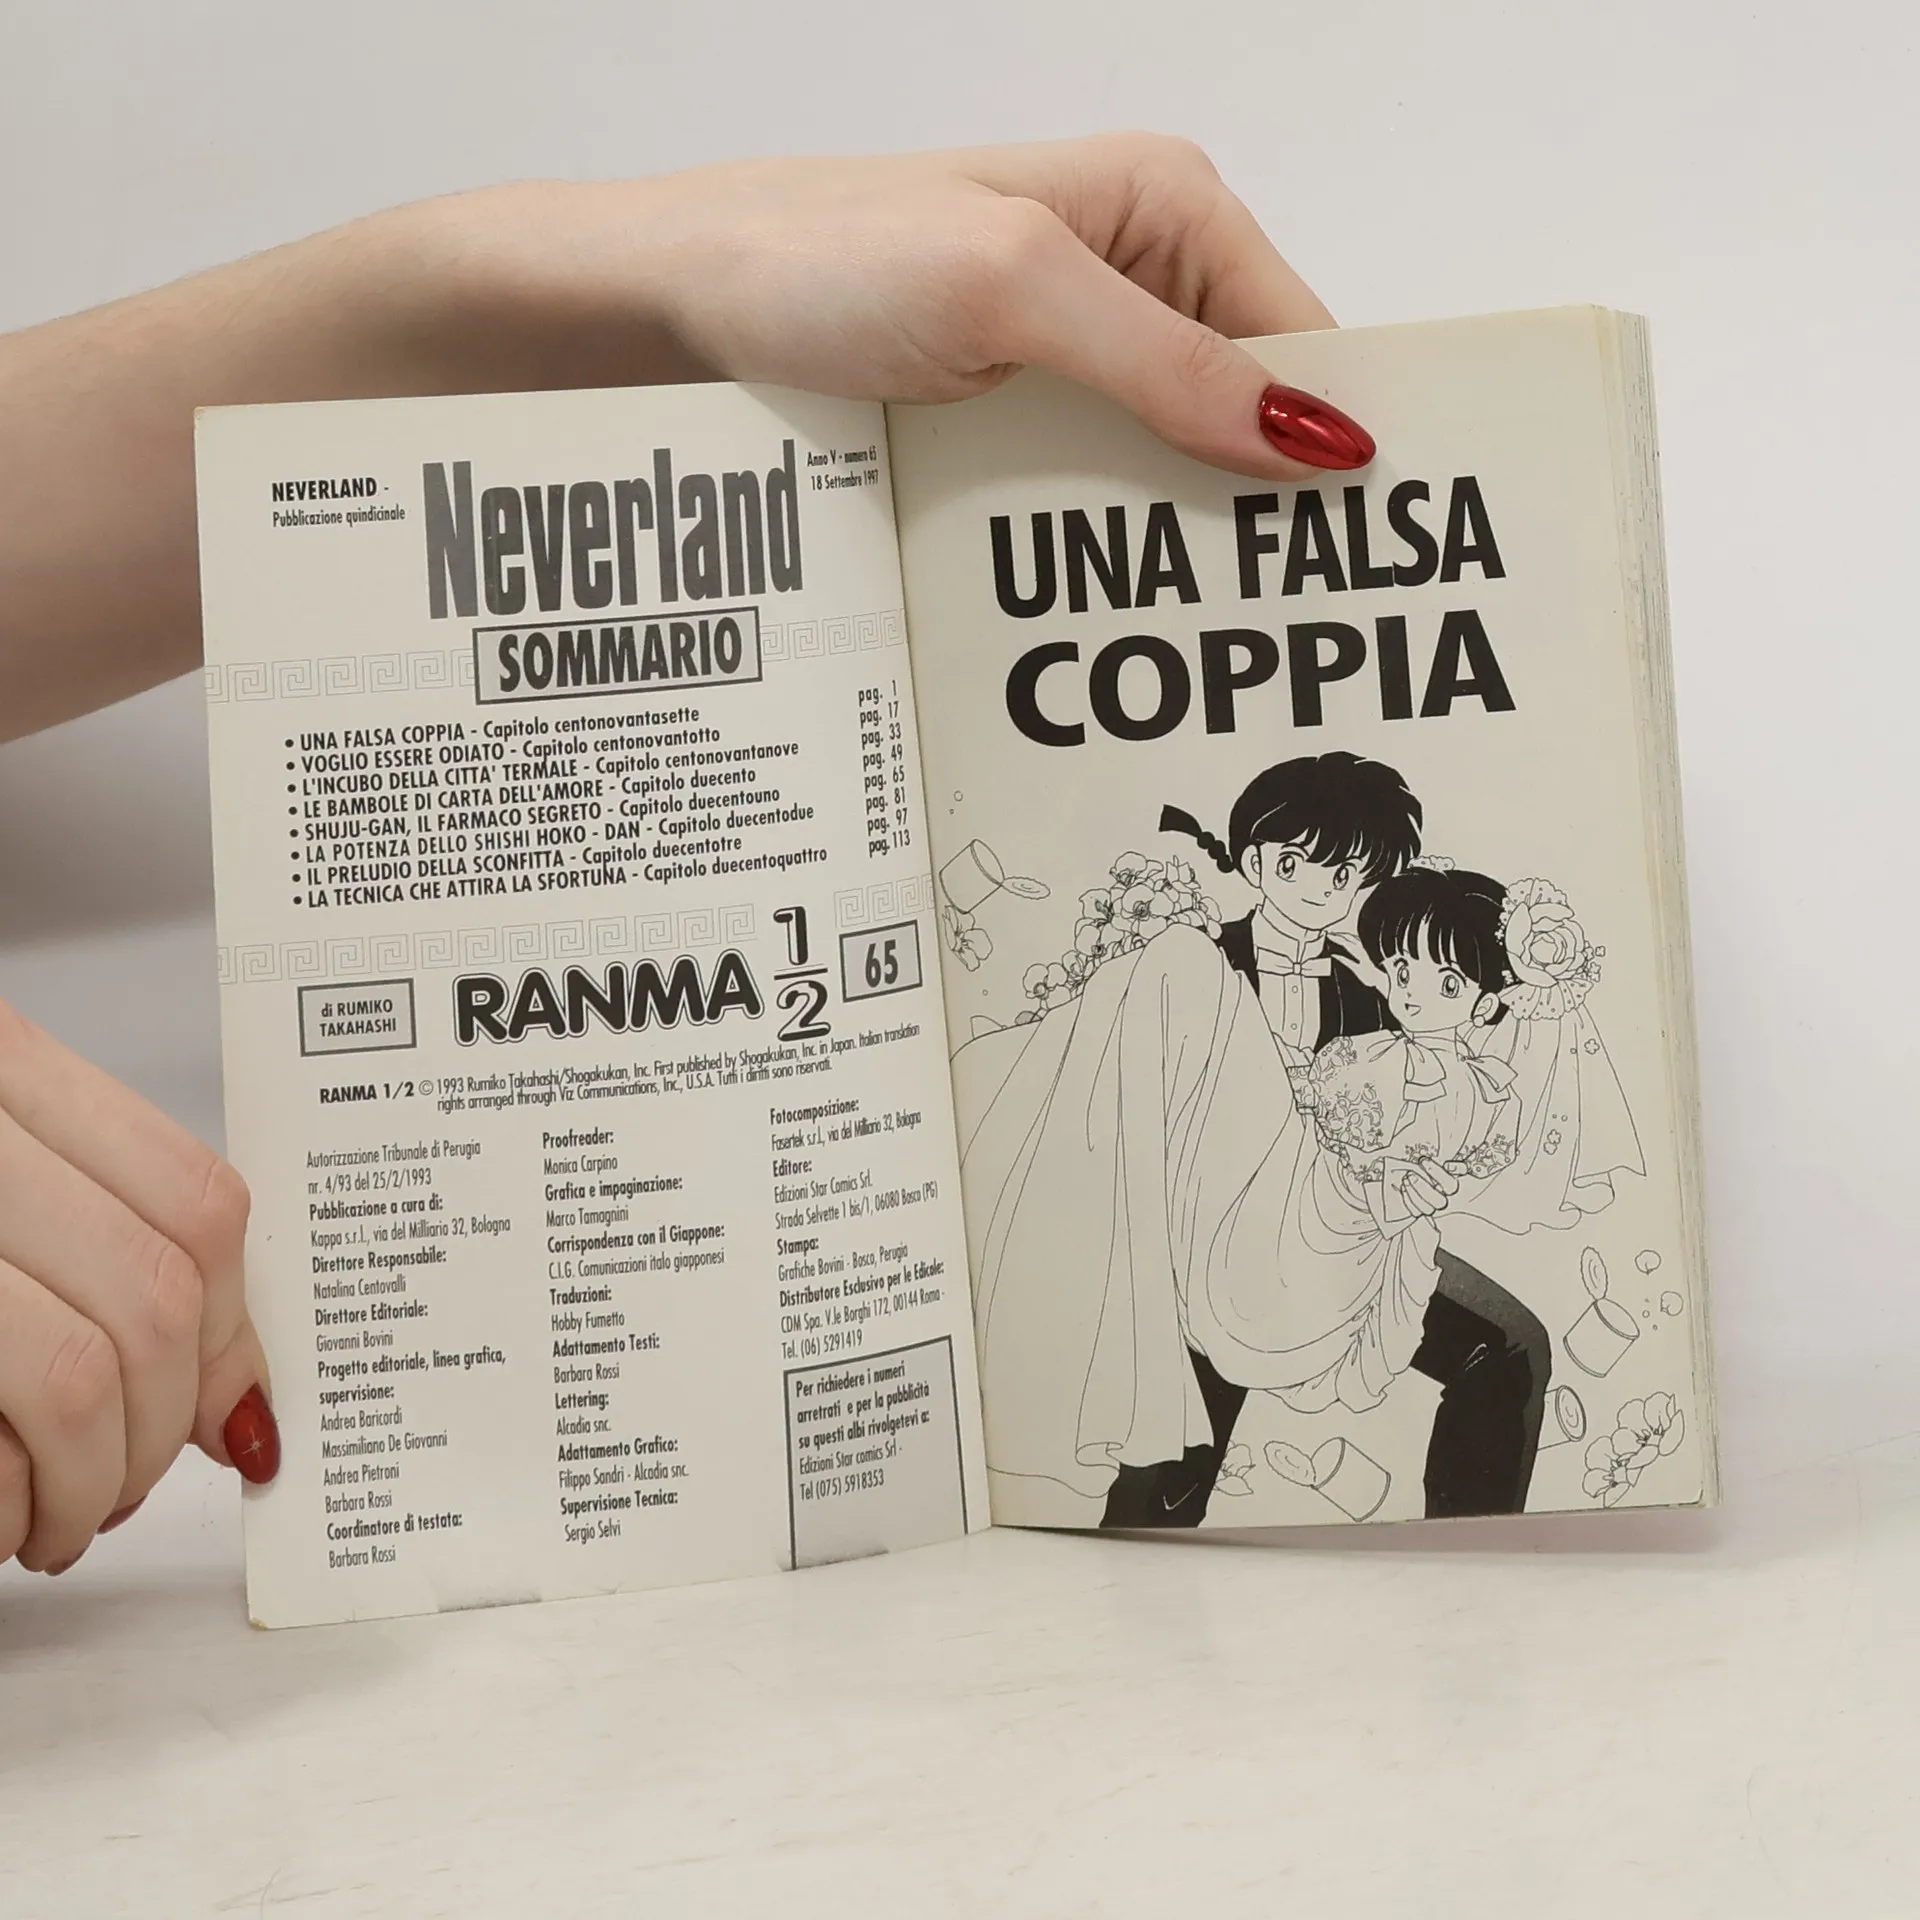 NEVERLAND -
Pubblicazione quindicinale
Neverland
Anno V - numero 65
18 Settembre 1997
SOMMARIO
• UNA FALSA COPPIA - Capitolo centonovantasette pag. 1
• VOGLIO ESSERE ODIATO - Capitolo centonovantotto pag. 17
• L'INCUBO DELLA CITTA' TERMALE - Capitolo centonovantanove pag. 33
• LE BAMBOLE DI CARTA DELL'AMORE - Capitolo duecento pag. 49
• SHUJU-GAN, IL FARMACO SEGRETO - Capitolo duecentouno pag. 65
• LA POTENZA DELLO SHISHI HOKO - DAN - Capitolo duecentodue pag. 81
• IL PRELUDIO DELLA SCONFITTA - Capitolo duecentotre pag. 97
• LA TECNICA CHE ATTIRA LA SFORTUNA - Capitolo duecentoquattro pag. 113
di RUMIKO
TAKAHASHI
RANMA 1/2
65
RANMA 1/2 ©1993 Rumiko Takahashi/Shogakukan, Inc. First published by Shogakukan, Inc. in Japan. Italian translation
rights arranged through Viz Communications, Inc., U.S.A. Tutti i diritti sono riservati.
Autorizzazione Tribunale di Perugia
nr. 4/93 del 25/2/1993
Pubblicazione a cura di:
Kappa s.r.l., via del Milliario 32, Bologna
Direttore Responsabile:
Natalina Centovalli
Direttore Editoriale:
Giovanni Bovini
Progetto editoriale, linea grafica,
supervisione:
Andrea Baricordi
Massimiliano De Giovanni
Andrea Pietroni
Barbara Rossi
Coordinatore di testata:
Barbara Rossi
Proofreader:
Monica Carpino
Grafica e impaginazione:
Marco Tamagnini
Corrispondenza con il Giappone:
C.I.G. Comunicazioni italo giapponesi
Traduzioni:
Hobby Fumetto
Adattamento Testi:
Barbara Rossi
Lettering:
Alcadia snc.
Adattamento Grafico:
Filippo Sandri - Alcadia snc.
Supervisione Tecnica:
Sergio Selvi
Fotocomposizione:
Fasertek s.r.l., via del Milliario 32, Bologna
Editore:
Edizioni Star Comics Srl.
Strada Selvette 1 bis/1, 06080 Bosco (PG)
Stampa:
Grafiche Bovini - Bosco, Perugia
Distributore Esclusivo per le Edicole:
CDM Spa. V.le Borghi 172, 00144 Roma -
Tel. (06) 5291419
Per richiedere i numeri
arretrati e per la pubblicità
su questi albi rivolgetevi a:
Edizioni Star comics Srl -
Tel (075) 5918353
UNA FALSA
COPPIA